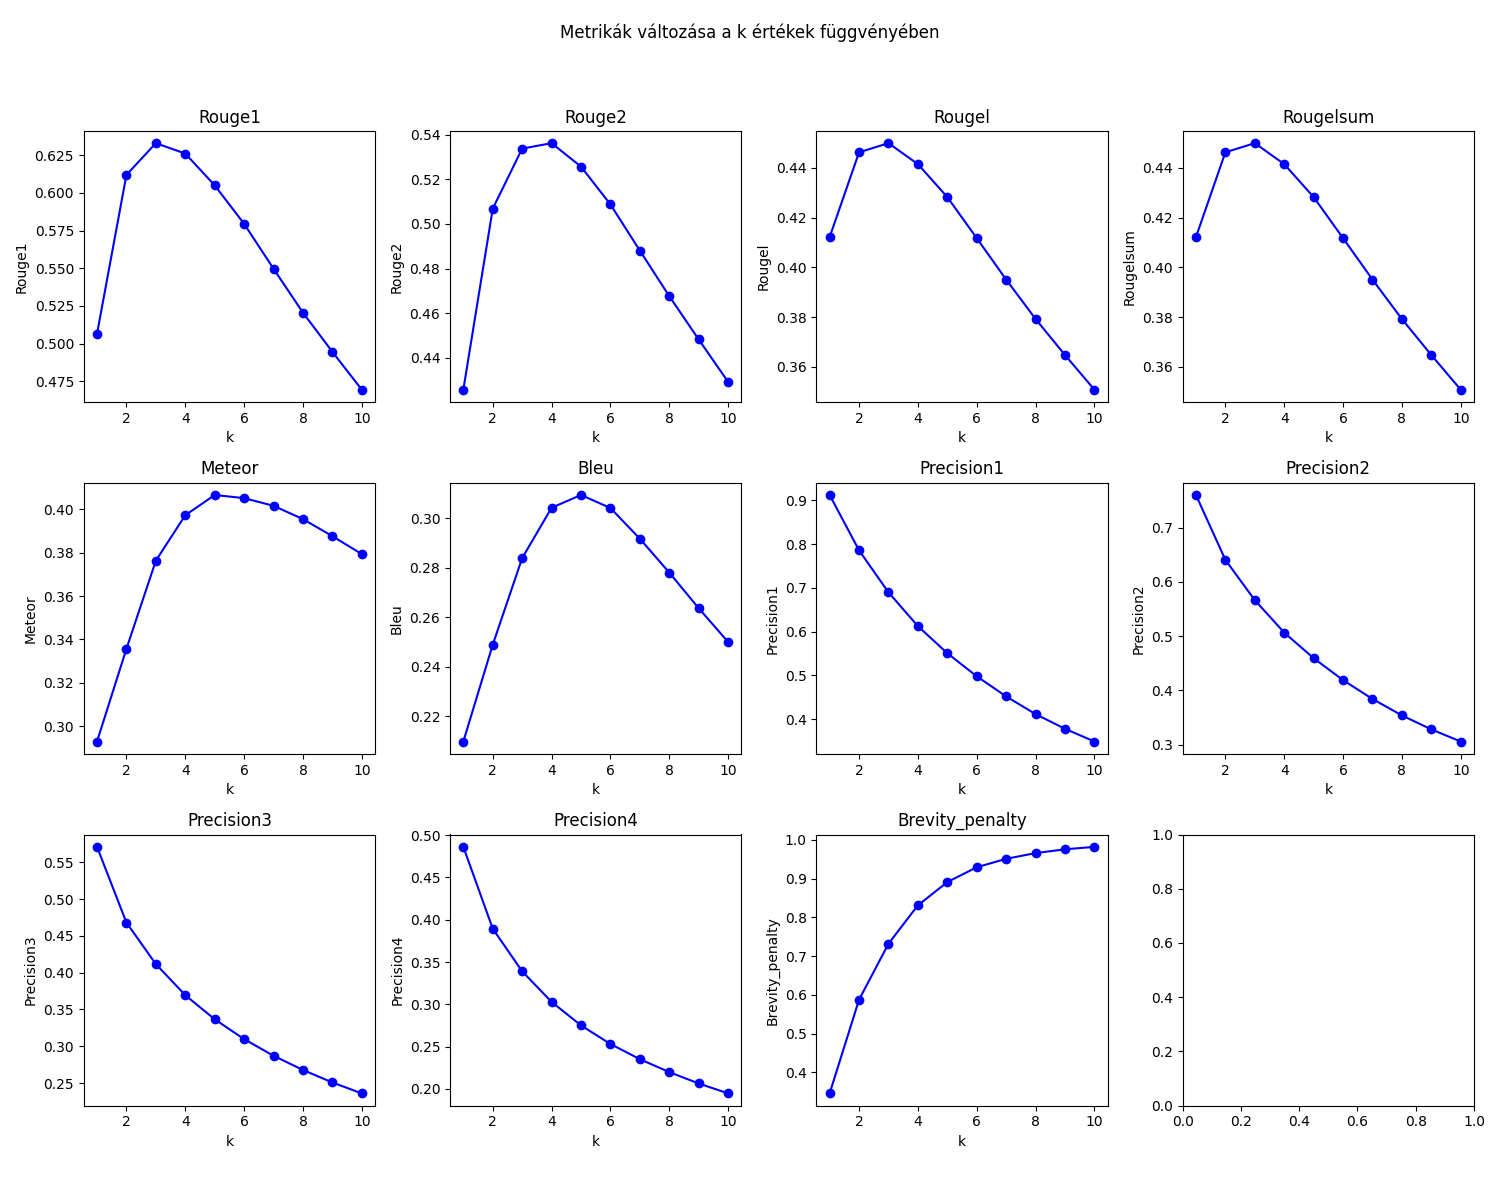 Metrikák változása a k értékek függvényében
Rouge1
Rouge2
Rougel
Rougelsum
0.625
0.600
0.575
0.550
0.525
0.500
0.475
Rouge1
2 4 6 8 10
k
0.54
0.52
0.50
0.48
0.46
0.44
Rouge2
2 4 6 8 10
k
0.44
0.42
0.40
0.38
0.36
Rougel
2 4 6 8 10
k
0.44
0.42
0.40
0.38
0.36
Rougelsum
2 4 6 8 10
k
Meteor
Bleu
Precision1
Precision2
0.40
0.38
0.36
0.34
0.32
0.30
Meteor
2 4 6 8 10
k
0.30
0.28
0.26
0.24
0.22
Bleu
2 4 6 8 10
k
0.9
0.8
0.7
0.6
0.5
0.4
Precision1
2 4 6 8 10
k
0.7
0.6
0.5
0.4
0.3
Precision2
2 4 6 8 10
k
Precision3
Precision4
Brevity_penalty
0.55
0.50
0.45
0.40
0.35
0.30
0.25
Precision3
2 4 6 8 10
k
0.50
0.45
0.40
0.35
0.30
0.25
0.20
Precision4
2 4 6 8 10
k
1.0
0.9
0.8
0.7
0.6
0.5
0.4
Brevity_penalty
2 4 6 8 10
k
1.0
0.8
0.6
0.4
0.2
0.0
0.0 0.2 0.4 0.6 0.8 1.0